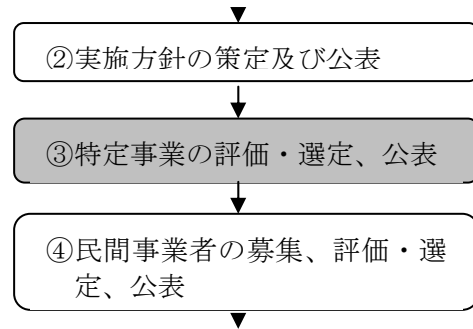 ②実施方針の策定及び公表
③特定事業の評価・選定、公表
④民間事業者の募集、評価・選
定、公表